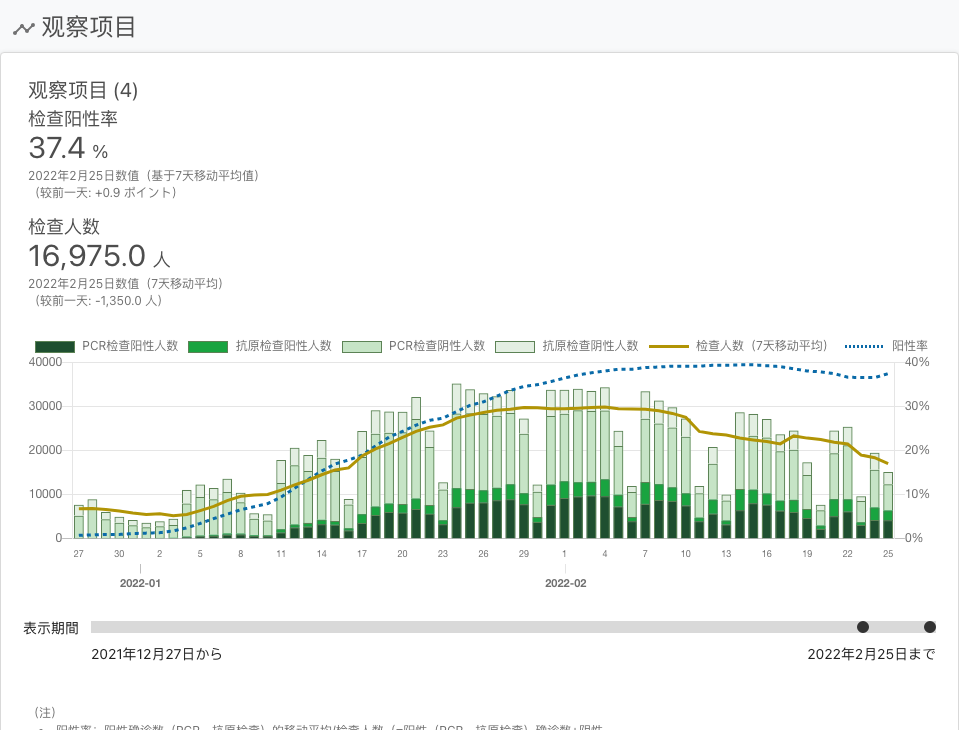 观察项目
观察项目 (4)
检查阳性率
37.4 %
2022年2月25日数值（基于7天移动平均值)
（较前一天: +0.9 ポイント）
检查人数
16,975.0 人
2022年2月25日数值（7天移动平均)
（较前一天: -1,350.0 人）
PCR检查阳性人数 抗原检查阳性人数 PCR检查阴性人数 抗原检查阴性人数 检查人数（7天移动平均） 阳性率
40000 40%
30000 30%
20000 20%
10000 10%
0 0%
27 30 2 5 8 11 14 17 20 23 26 29 1 4 7 10 13 16 19 22 25
2022-01 2022-02
表示期間
2021年12月27日から 2022年2月25日まで
（注）